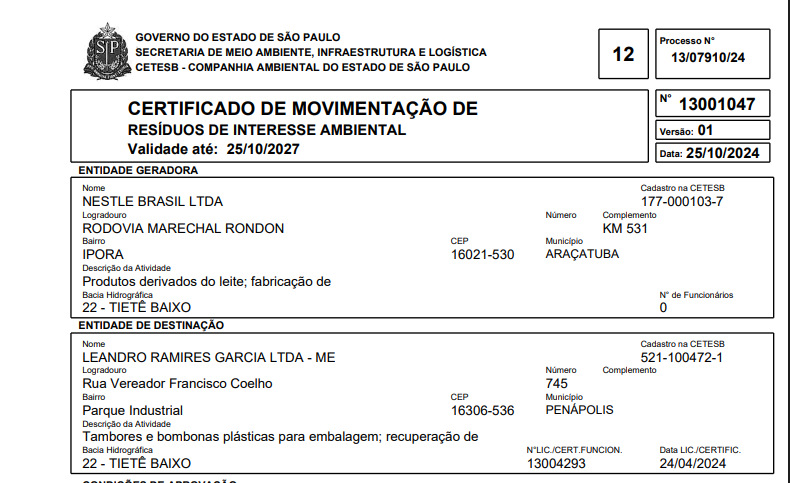 GOVERNO DO ESTADO DE SÃO PAULO
SECRETARIA DE MEIO AMBIENTE, INFRAESTRUTURA E LOGÍSTICA
CETESB - COMPANHIA AMBIENTAL DO ESTADO DE SÃO PAULO
12
Processo N°
13/07910/24
CERTIFICADO DE MOVIMENTAÇÃO DE
RESÍDUOS DE INTERESSE AMBIENTAL
Validade até: 25/10/2027
N° 13001047
Versão: 01
Data: 25/10/2024
ENTIDADE GERADORA
Nome Cadastro na CETESB
NESTLE BRASIL LTDA 177-000103-7
Logradouro Número Complemento
RODOVIA MARECHAL RONDON KM 531
Bairro CEP Município
IPORA 16021-530 ARAÇATUBA
Descrição da Atividade
Produtos derivados do leite; fabricação de
Bacia Hidrográfica N° de Funcionários
22 - TIETÊ BAIXO 0
ENTIDADE DE DESTINAÇÃO
Nome Cadastro na CETESB
LEANDRO RAMIRES GARCIA LTDA - ME 521-100472-1
Logradouro Número Complemento
Rua Vereador Francisco Coelho 745
Bairro CEP Município
Parque Industrial 16306-536 PENÁPOLIS
Descrição da Atividade
Tambores e bombonas plásticas para embalagem; recuperação de
Bacia Hidrográfica N°LIC./CERT.FUNCION. Data LIC./CERTIFIC.
22 - TIETÊ BAIXO 13004293 24/04/2024